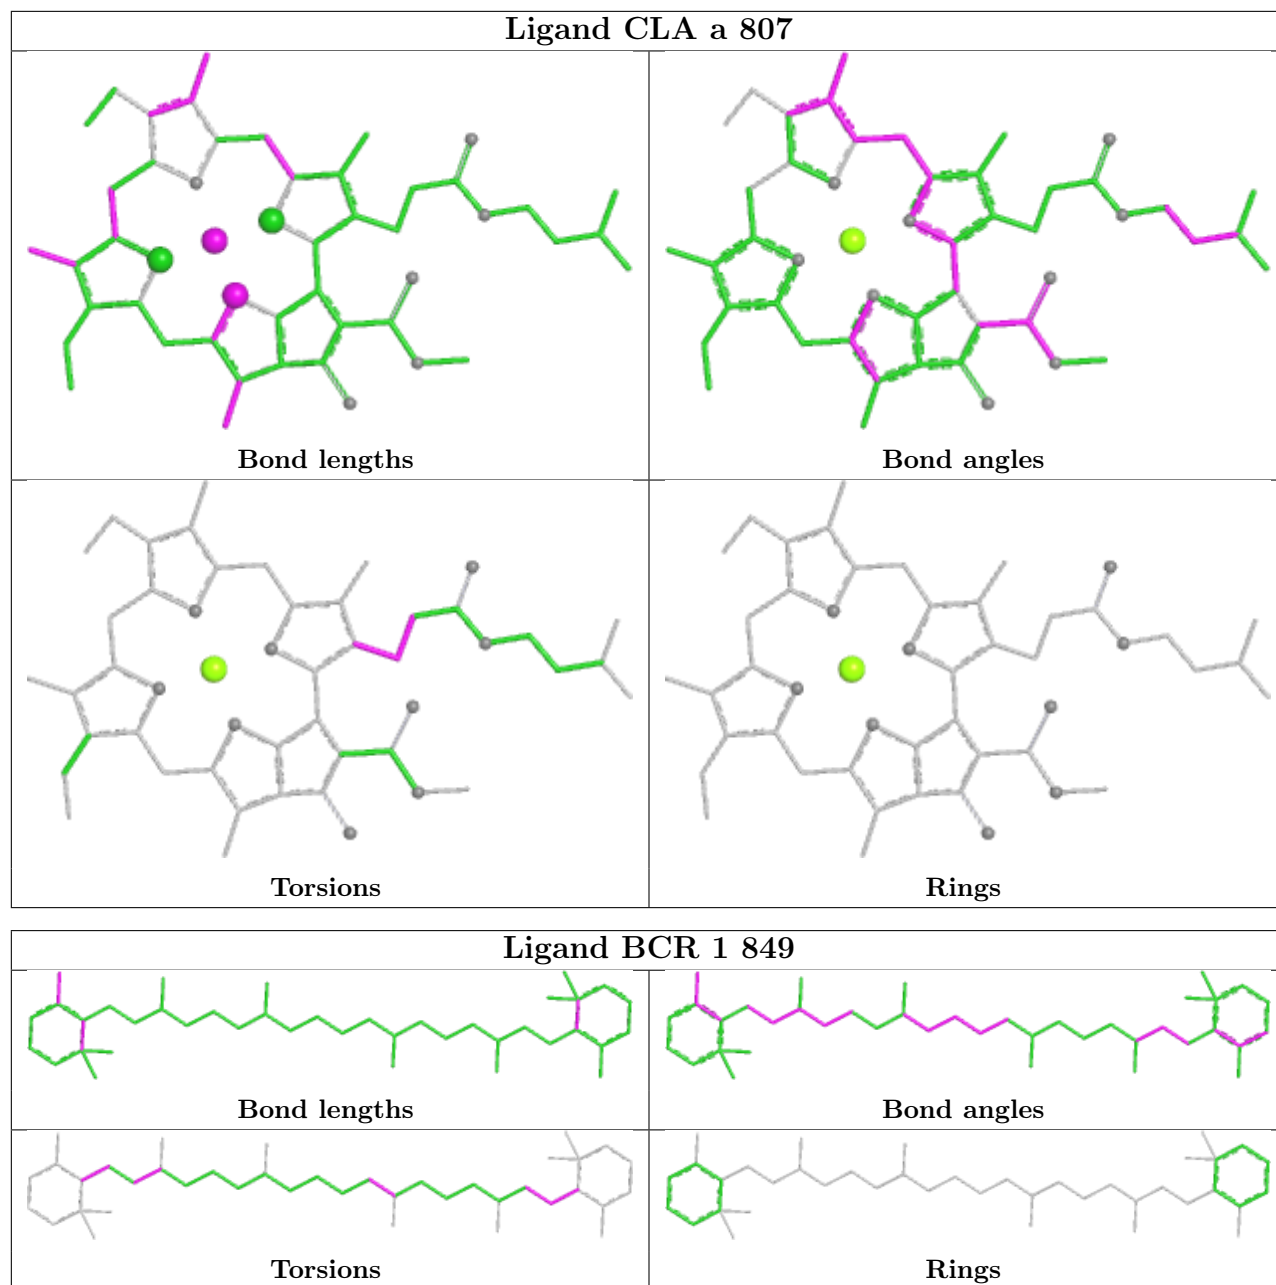 Ligand CLA a 807
Bond lengths
Bond angles
Torsions
Rings
Ligand BCR 1 849
Bond lengths
Bond angles
Torsions
Rings